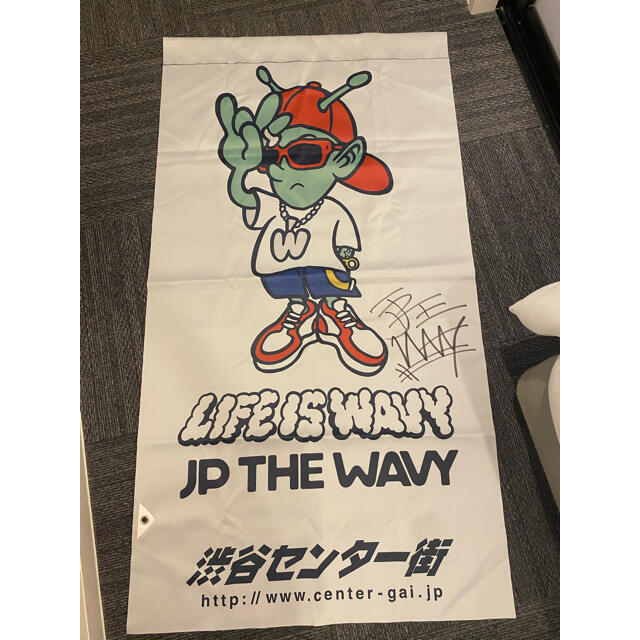 W
LIFE IS WAVY
JP THE WAVY
渋谷センター街
http://www.center-gai.jp